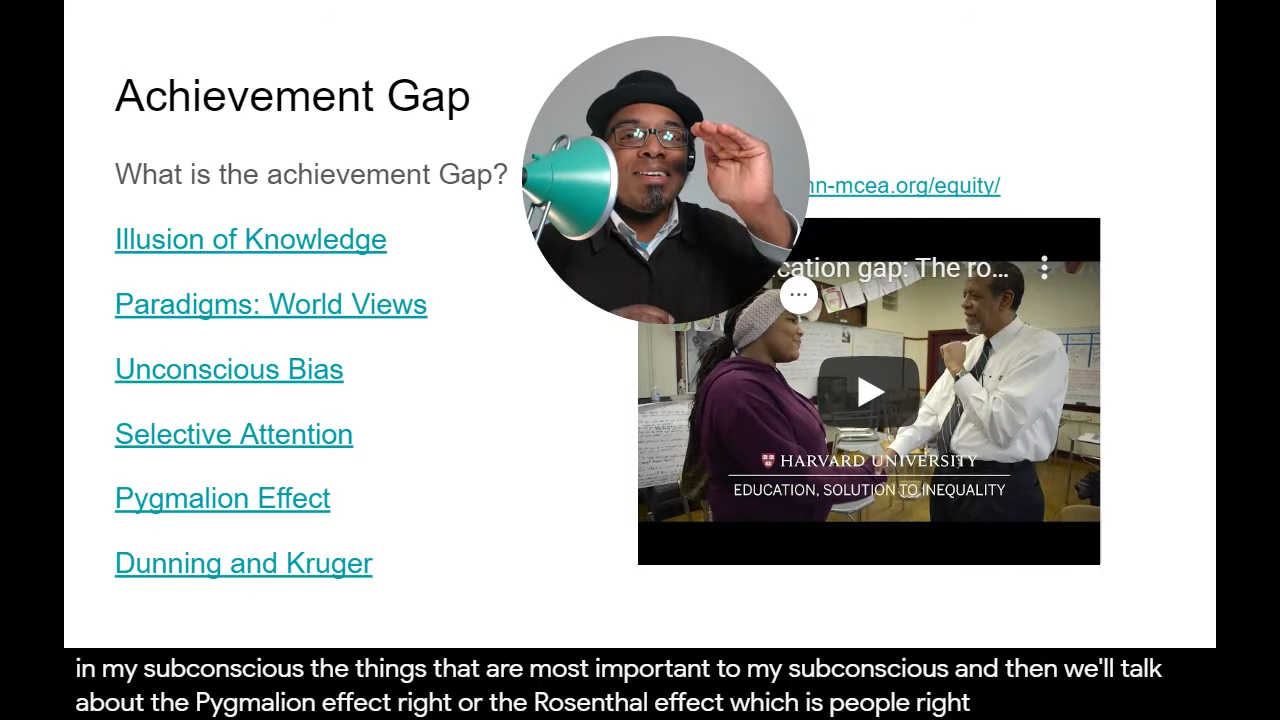 Achievement Gap
What is the achievement Gap?
nn-mcea.org/equity/
Illusion of Knowledge
cation gap: The ro...
Paradigms: World Views
Unconscious Bias
Selective Attention
HARVARD UNIVERSITY
EDUCATION, SOLUTION TO INEQUALITY
Pygmalion Effect
Dunning and Kruger
in my subconscious the things that are most important to my subconscious and then we'll talk
about the Pygmalion effect right or the Rosenthal effect which is people right